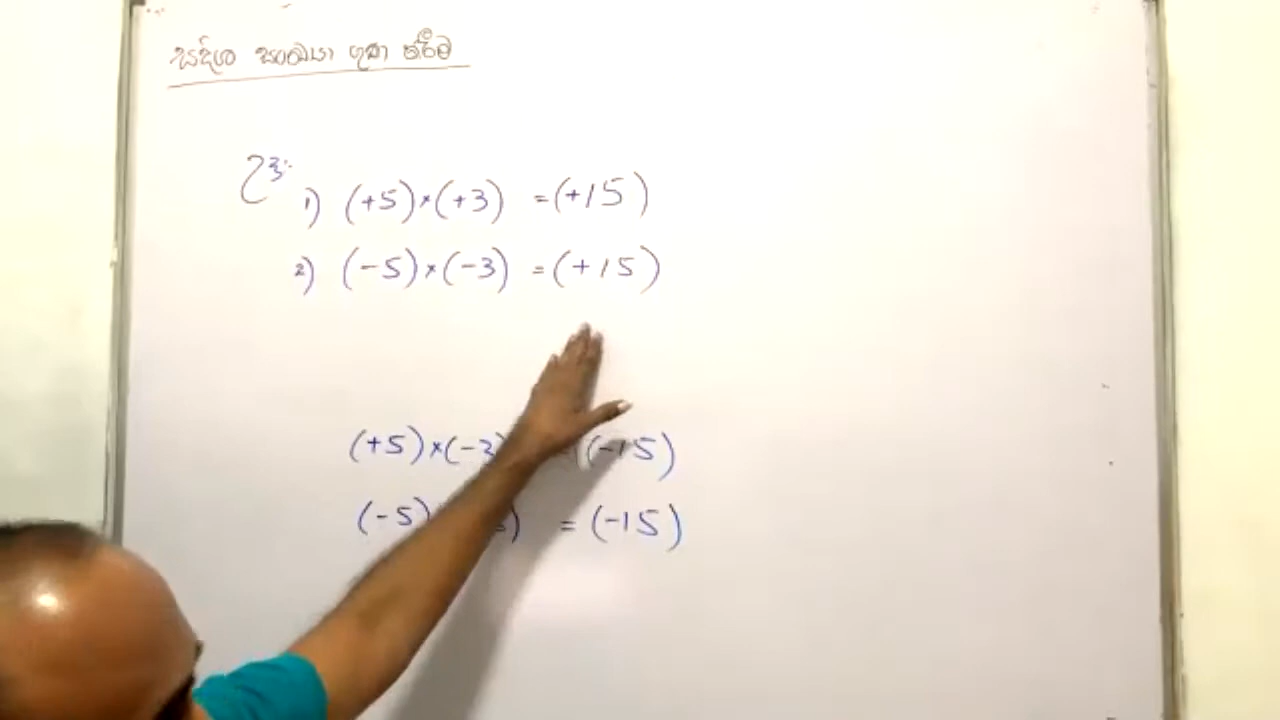 සදිශ සංඛ්‍යා ගුණ කිරීම
උදා:-
1) (+5)×(+3) =(+15)
2) (-5)×(-3) =(+15)
(+5)×(-3) (-15)
(-5) = (-15)